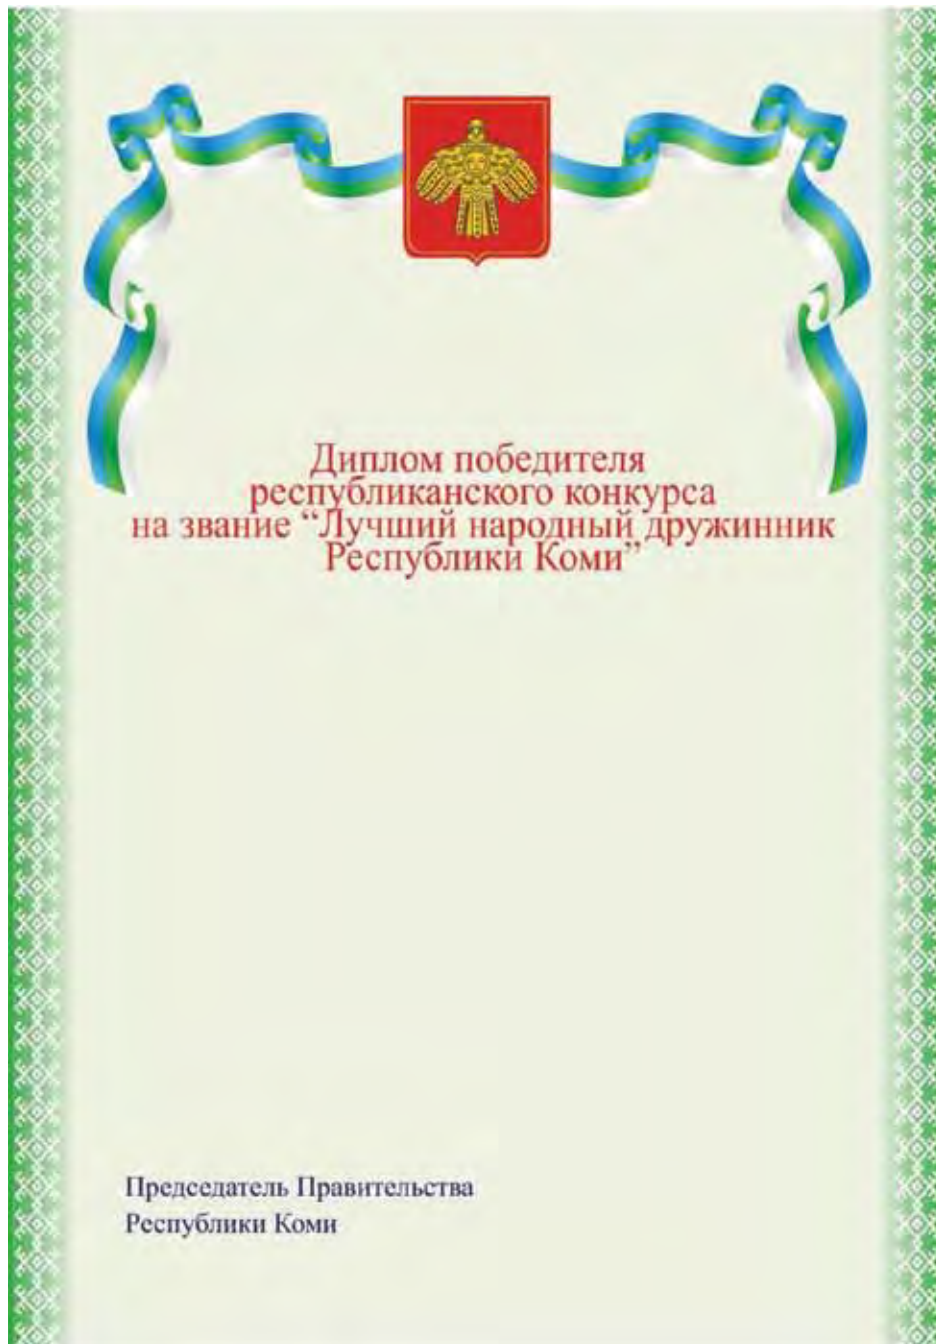 Диплом победителя
республиканского конкурса
на звание “Лучший народный дружинник
Республики Коми”
Председатель Правительства
Республики Коми